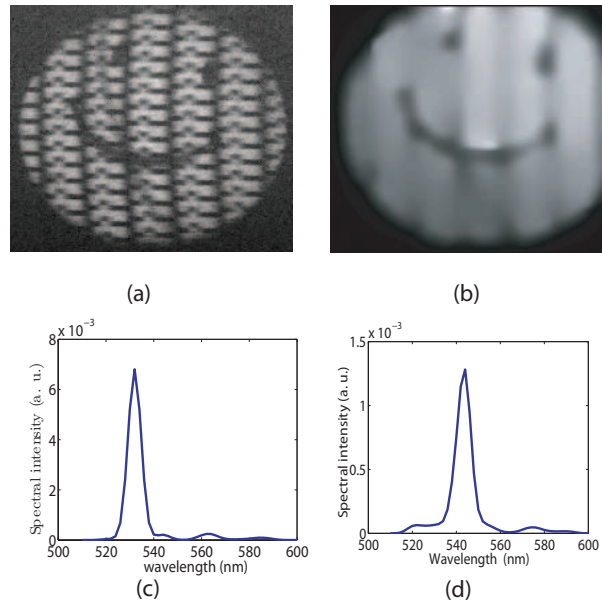 (a)
(b)
x 10⁻³
8
6
4
2
0
500 520 540 560 580 600
Spectral intensity (a. u.)
wavelength (nm)
(c)
x 10⁻³
1.5
1
0.5
0
500 520 540 560 580 600
Spectral intensity (a. u.)
Wavelength (nm)
(d)